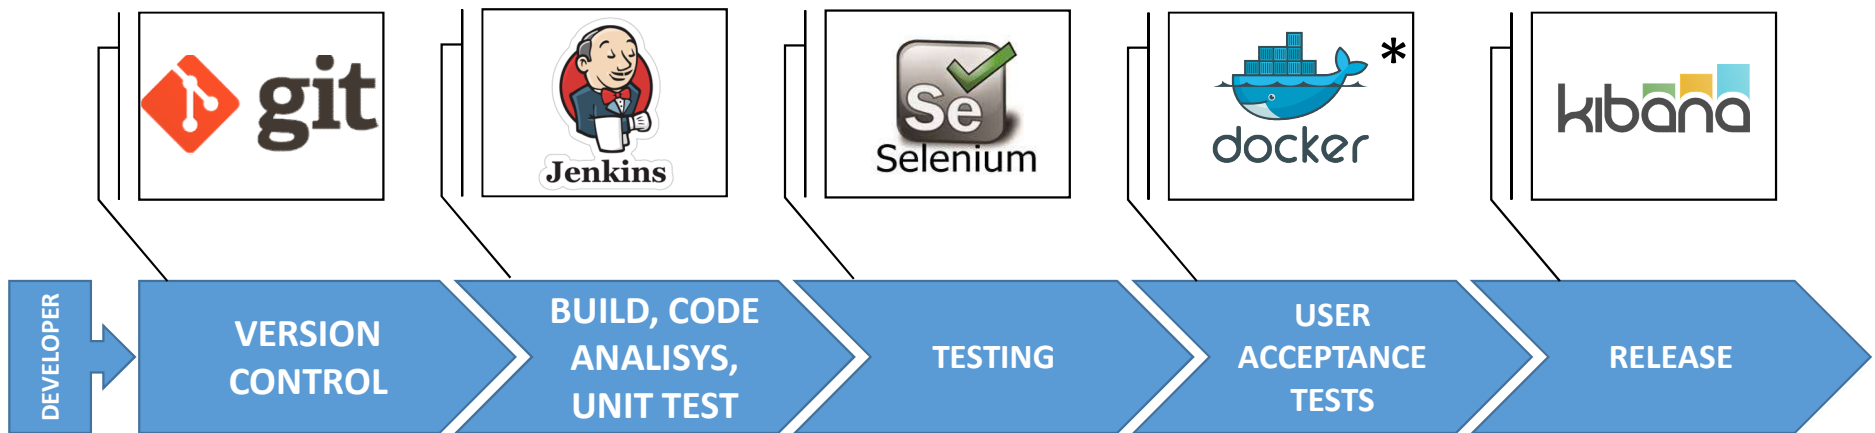 git
Jenkins
Se
Selenium
docker
*
kibana
DEVELOPER
VERSION
CONTROL
BUILD, CODE
ANALISYS,
UNIT TEST
TESTING
USER
ACCEPTANCE
TESTS
RELEASE